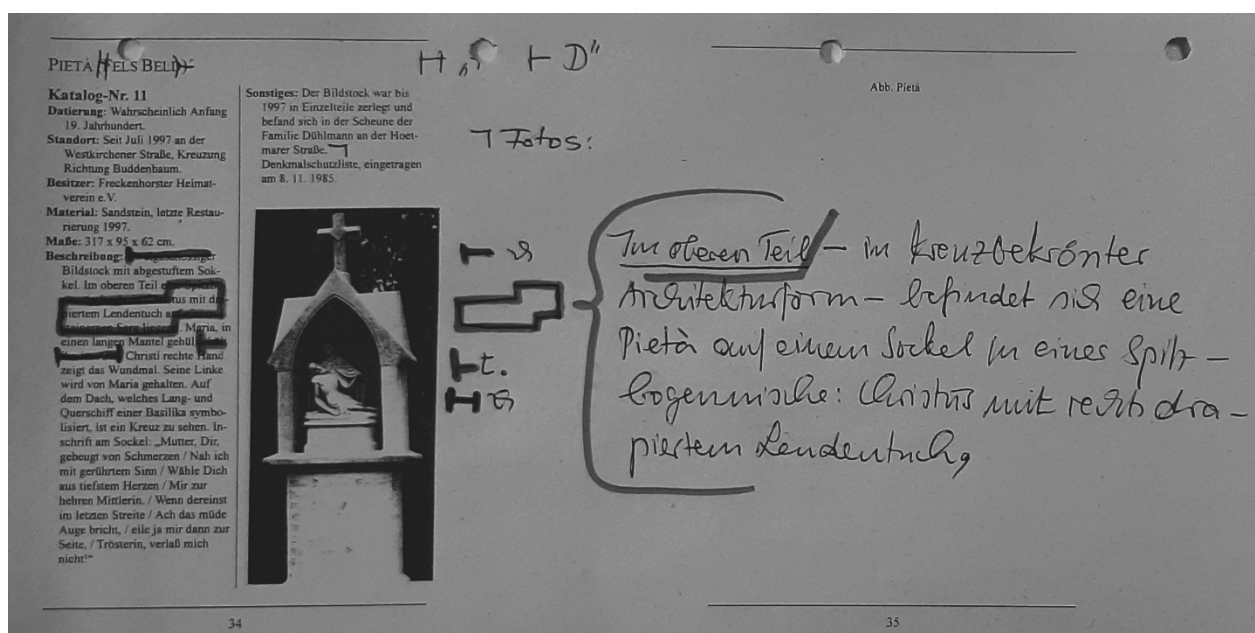 PIETÀ ELS BEL
Katalog-Nr. 11
Datierung: Wahrscheinlich Anfang
19. Jahrhundert.
Standort: Seit Juli 1997 an der
Westkirchener Straße, Kreuzung
Richtung Buddenbaum.
Besitzer: Freckenhorster Heimat-
verein e.V.
Material: Sandstein, letzte Restau-
rierung 1997.
Maße: 317 x 95 x 62 cm.
Beschreibung:
Bildstock mit abgestuftem Sok-
kel. Im oberen Teil
tus mit dra-
piertem Lendentuch
Maria, in
einen langen Mantel gehüll
Christi rechte Hand
zeigt das Wundmal. Seine Linke
wird von Maria gehalten. Auf
dem Dach, welches Lang- und
Querschiff einer Basilika symbo-
lisiert, ist ein Kreuz zu sehen. In-
schrift am Sockel: „Mutter, Dir,
gebeugt von Schmerzen / Nah ich
mit gerührtem Sinn / Wähle Dich
aus tiefstem Herzen / Mir zur
hehren Mittlerin. / Wenn dereinst
im letzten Streite / Ach das müde
Auge bricht, / eile ja mir dann zur
Seite, / Trösterin, verlaß mich
nicht!“
34
Sonstiges: Der Bildstock war bis
1997 in Einzelteile zerlegt und
befand sich in der Scheune der
Familie Dühlmann an der Hoet-
marer Straße.
Denkmalschutzliste, eingetragen
am 8. 11. 1985.
D"
Fotos:
t.
Im oberen Teil – in kreuzbekrönter
Architekturform – befindet sich eine
Pietà auf einem Sockel in einer Spitz-
bogennische: Christus mit rechts dra-
piertem Lendentuch,
Abb. Pietà
35